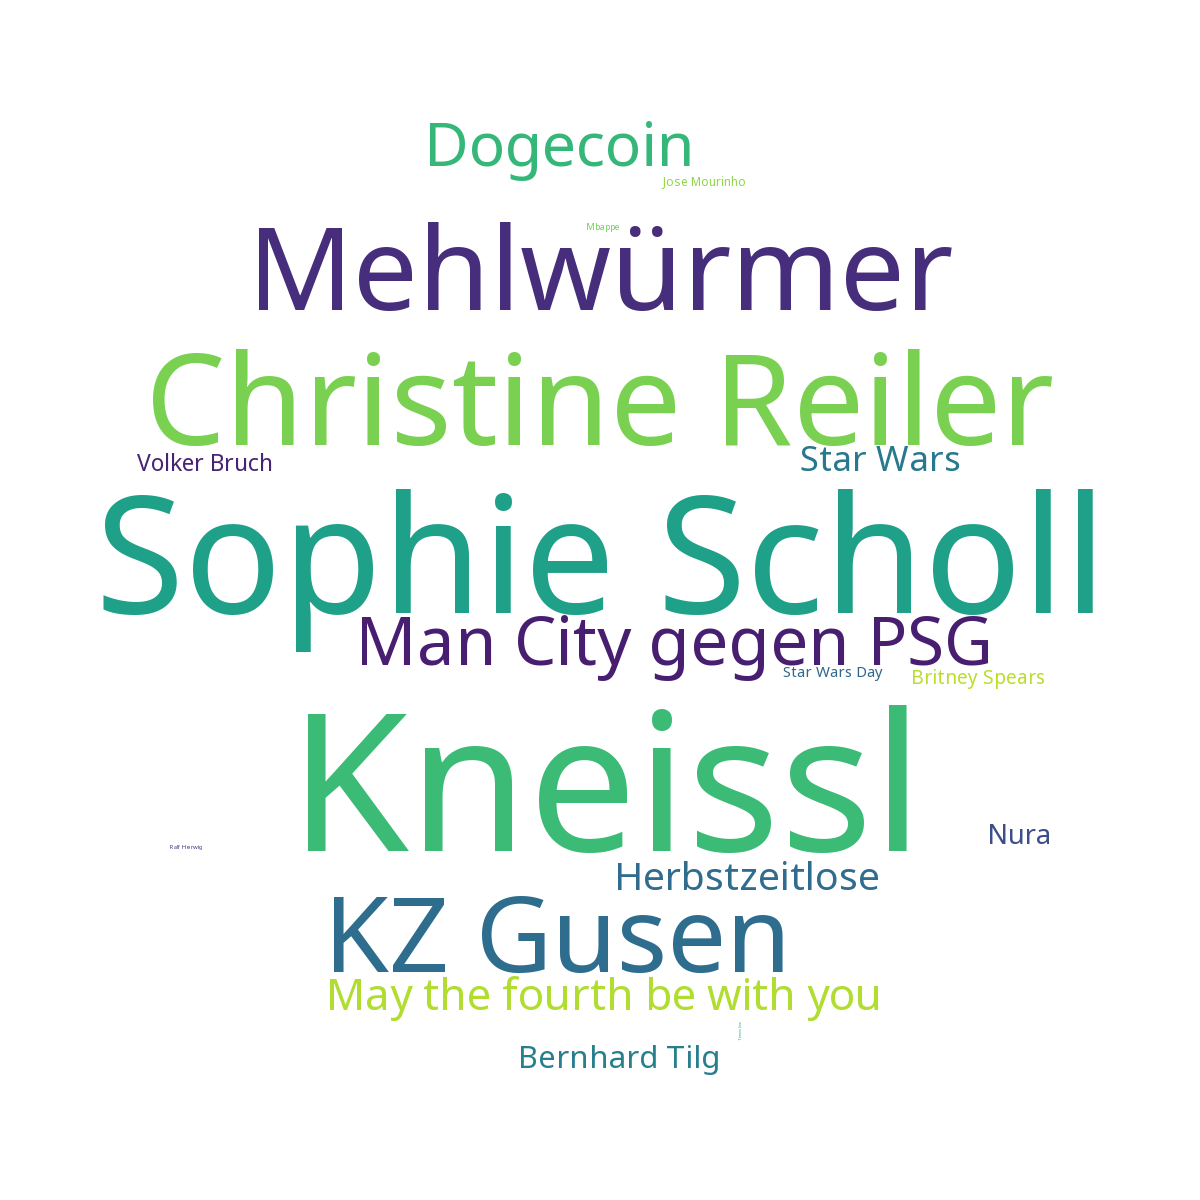 Dogecoin
Jose Mourinho
Mbappe
Mehlwürmer
Christine Reiler
Volker Bruch
Star Wars
Sophie Scholl
Man City gegen PSG
Star Wars Day
Britney Spears
Kneissl
Nura
Ralf Herwig
Herbstzeitlose
KZ Gusen
May the fourth be with you
Bernhard Tilg